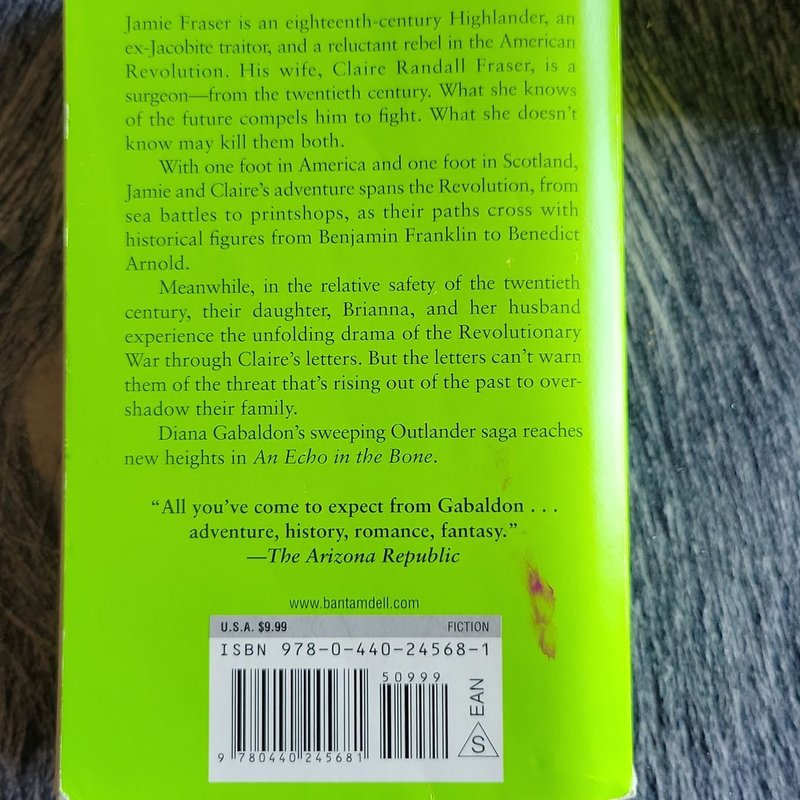 Jamie Fraser is an eighteenth-century Highlander, an
ex-Jacobite traitor, and a reluctant rebel in the American
Revolution. His wife, Claire Randall Fraser, is a
surgeon—from the twentieth century. What she knows
of the future compels him to fight. What she doesn't
know may kill them both.
With one foot in America and one foot in Scotland,
Jamie and Claire's adventure spans the Revolution, from
sea battles to printshops, as their paths cross with
historical figures from Benjamin Franklin to Benedict
Arnold.
Meanwhile, in the relative safety of the twentieth
century, their daughter, Brianna, and her husband
experience the unfolding drama of the Revolutionary
War through Claire's letters. But the letters can't warn
them of the threat that's rising out of the past to over-
shadow their family.
Diana Gabaldon's sweeping Outlander saga reaches
new heights in An Echo in the Bone.
"All you've come to expect from Gabaldon . . .
adventure, history, romance, fantasy."
—The Arizona Republic
www.bantamdell.com
U.S.A. $9.99 FICTION
ISBN 978-0-440-24568-1
50999
9 780440 245681
EAN
S